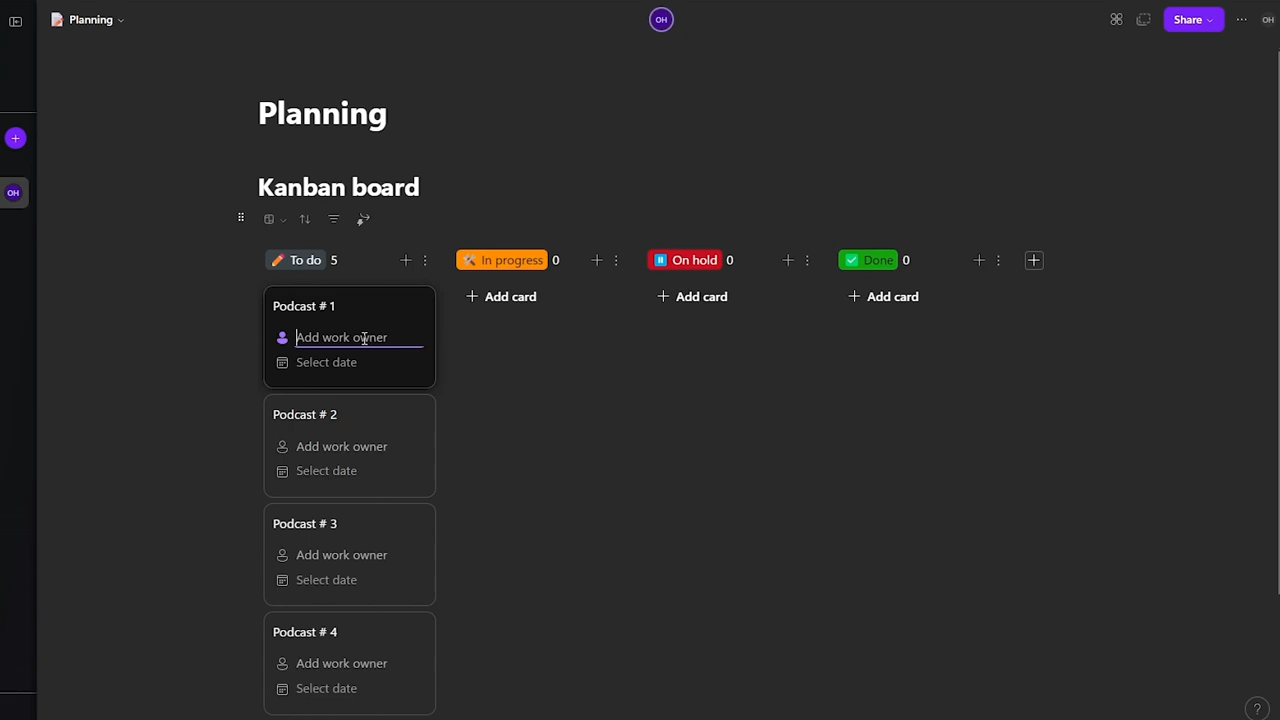 Planning
OH
Share
OH
OH
Planning
Kanban board
To do 5
In progress 0
On hold 0
Done 0
Add card
Add card
Add card
Podcast # 1
Add work owner
Select date
Podcast # 2
Add work owner
Select date
Podcast # 3
Add work owner
Select date
Podcast # 4
Add work owner
Select date
?